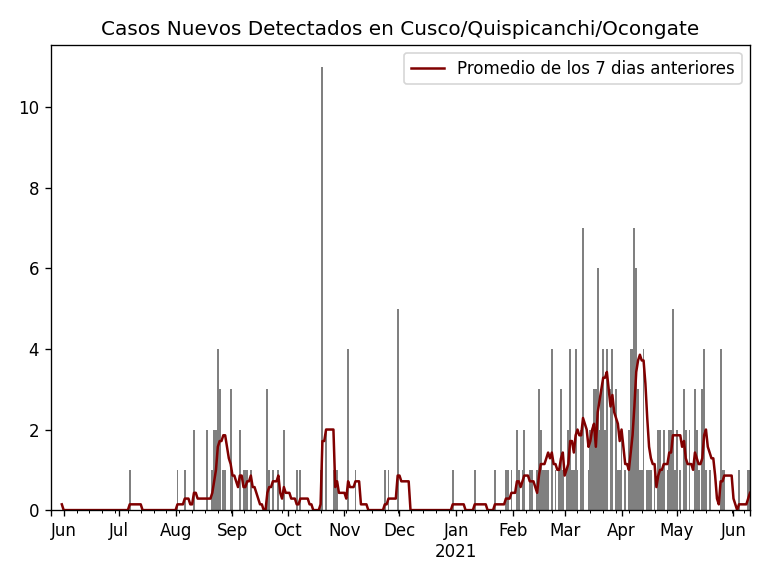 Casos Nuevos Detectados en Cusco/Quispicanchi/Ocongate
Promedio de los 7 dias anteriores
10
8
6
4
2
0
Jun Jul Aug Sep Oct Nov Dec Jan Feb Mar Apr May Jun
2021